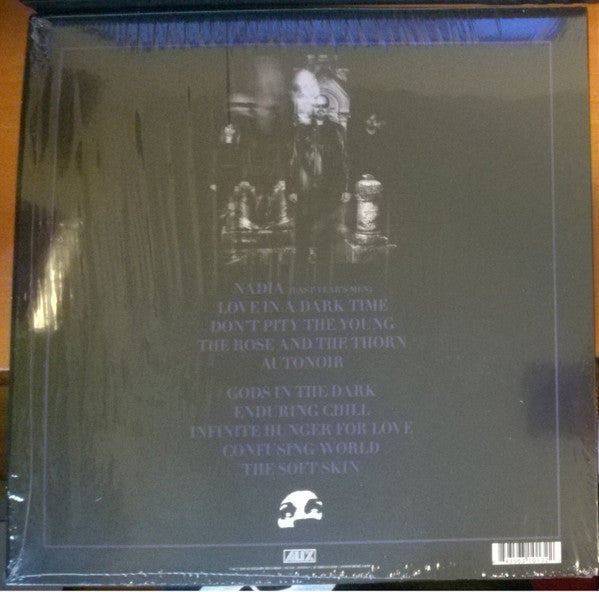 NADIA (LAST YEAR'S MEN)
LOVE IN A DARK TIME
DON'T PITY THE YOUNG
THE ROSE AND THE THORN
AUTONOIR
GODS IN THE DARK
ENDURING CHILL
INFINITE HUNGER FOR LOVE
CONFUSING WORLD
THE SOFT SKIN